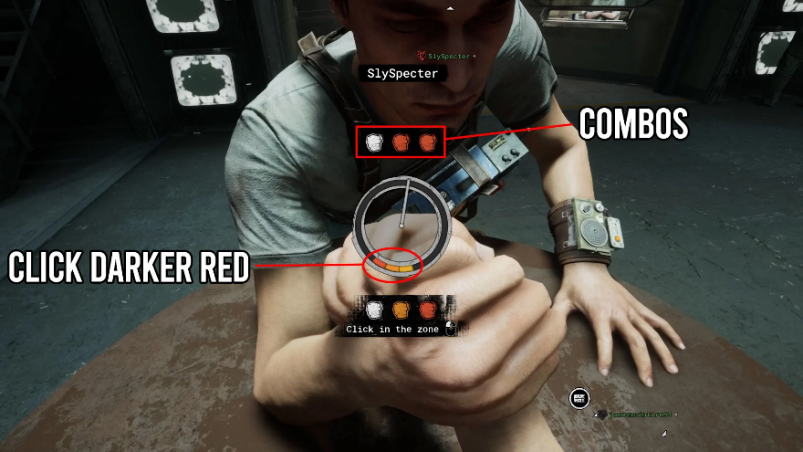 SlySpecter
SlySpecter
COMBOS
CLICK DARKER RED
Click in the zone